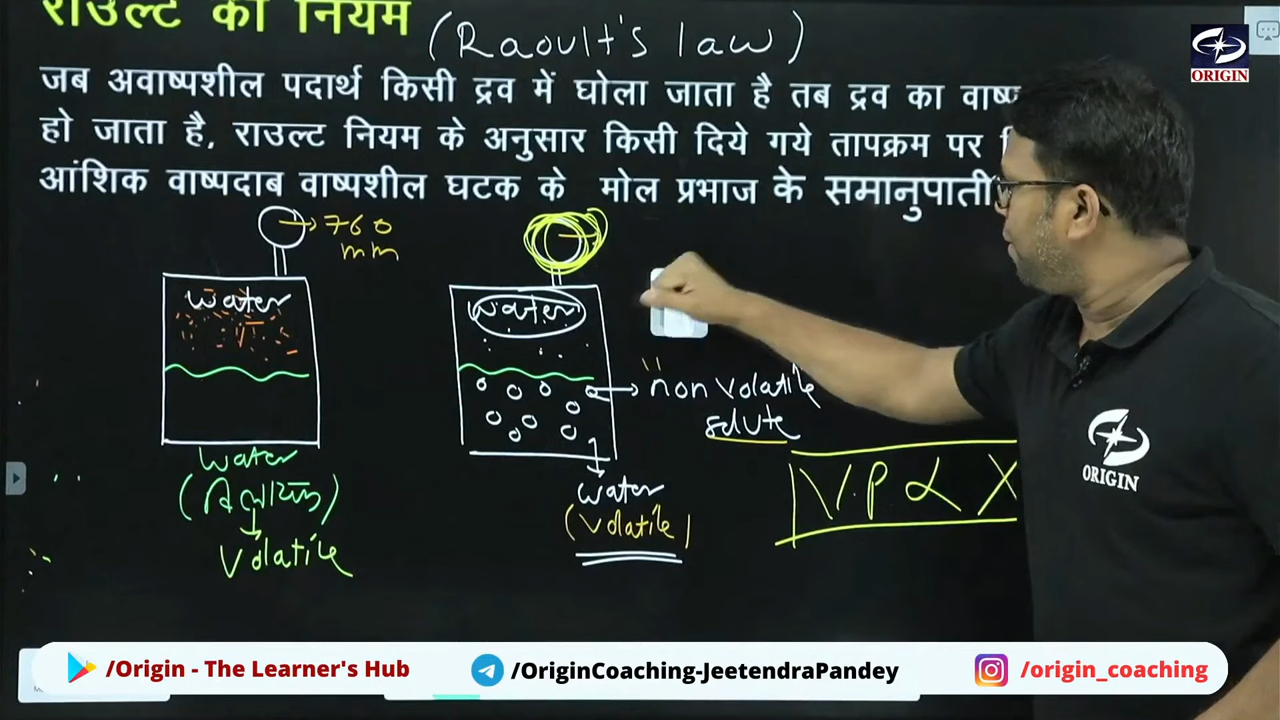 राउल्ट का नियम (Raoult's law)
जब अवाष्पशील पदार्थ किसी द्रव में घोला जाता है तब द्रव का वाष्प
हो जाता है, राउल्ट नियम के अनुसार किसी दिये गये तापक्रम पर
आंशिक वाष्पदाब वाष्पशील घटक के मोल प्रभाज के समानुपाती
760
mm
water
water
non volatile
solute
water
volatile
water
(volatile)
V.P ∝ X
ORIGIN
ORIGIN
/Origin - The Learner's Hub
/OriginCoaching-JeetendraPandey
/origin_coaching